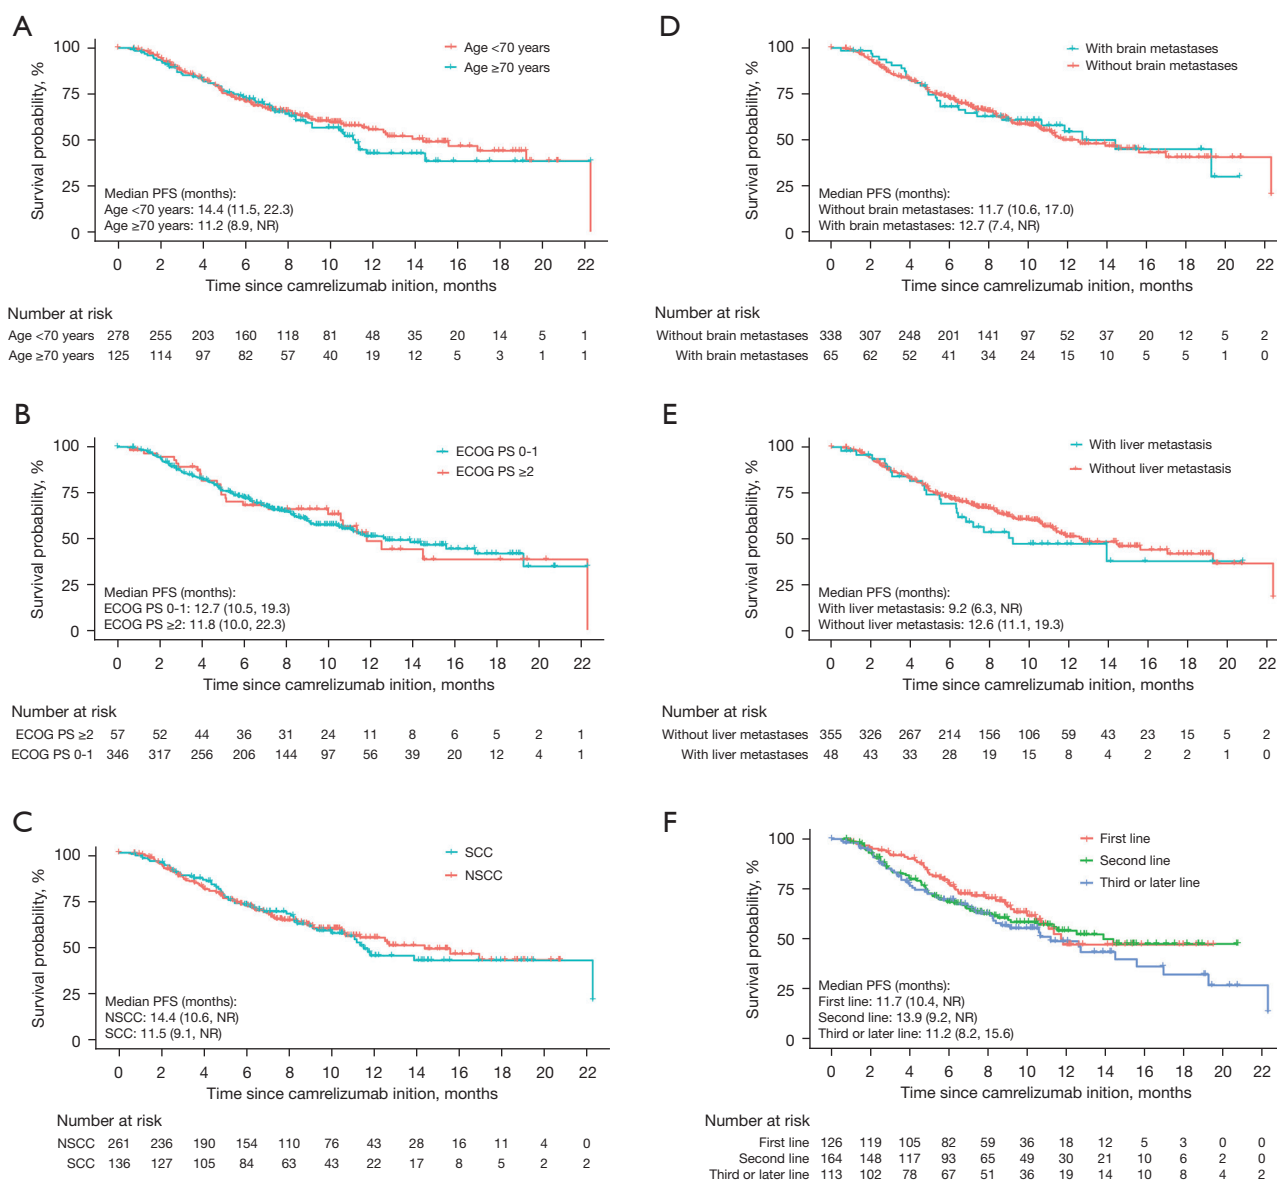 A
Survival probability, %
100
75
50
25
0
Age <70 years
Age ≥70 years
Median PFS (months):
Age <70 years: 14.4 (11.5, 22.3)
Age ≥70 years: 11.2 (8.9, NR)
0 2 4 6 8 10 12 14 16 18 20 22
Time since camrelizumab inition, months
Number at risk
Age <70 years 278 255 203 160 118 81 48 35 20 14 5 1
Age ≥70 years 125 114 97 82 57 40 19 12 5 3 1 1
B
Survival probability, %
100
75
50
25
0
ECOG PS 0-1
ECOG PS ≥2
Median PFS (months):
ECOG PS 0-1: 12.7 (10.5, 19.3)
ECOG PS ≥2: 11.8 (10.0, 22.3)
0 2 4 6 8 10 12 14 16 18 20 22
Time since camrelizumab inition, months
Number at risk
ECOG PS ≥2 57 52 44 36 31 24 11 8 6 5 2 1
ECOG PS 0-1 346 317 256 206 144 97 56 39 20 12 4 1
C
Survival probability, %
100
75
50
25
0
SCC
NSCC
Median PFS (months):
NSCC: 14.4 (10.6, NR)
SCC: 11.5 (9.1, NR)
0 2 4 6 8 10 12 14 16 18 20 22
Time since camrelizumab inition, months
Number at risk
NSCC 261 236 190 154 110 76 43 28 16 11 4 0
SCC 136 127 105 84 63 43 22 17 8 5 2 2
D
Survival probability, %
100
75
50
25
0
With brain metastases
Without brain metastases
Median PFS (months):
Without brain metastases: 11.7 (10.6, 17.0)
With brain metastases: 12.7 (7.4, NR)
0 2 4 6 8 10 12 14 16 18 20 22
Time since camrelizumab inition, months
Number at risk
Without brain metastases 338 307 248 201 141 97 52 37 20 12 5 2
With brain metastases 65 62 52 41 34 24 15 10 5 5 1 0
E
Survival probability, %
100
75
50
25
0
With liver metastasis
Without liver metastasis
Median PFS (months):
With liver metastasis: 9.2 (6.3, NR)
Without liver metastasis: 12.6 (11.1, 19.3)
0 2 4 6 8 10 12 14 16 18 20 22
Time since camrelizumab inition, months
Number at risk
Without liver metastases 355 326 267 214 156 106 59 43 23 15 5 2
With liver metastases 48 43 33 28 19 15 8 4 2 2 1 0
F
Survival probability, %
100
75
50
25
0
First line
Second line
Third or later line
Median PFS (months):
First line: 11.7 (10.4, NR)
Second line: 13.9 (9.2, NR)
Third or later line: 11.2 (8.2, 15.6)
0 2 4 6 8 10 12 14 16 18 20 22
Time since camrelizumab inition, months
Number at risk
First line 126 119 105 82 59 36 18 12 5 3 0 0
Second line 164 148 117 93 65 49 30 21 10 6 2 0
Third or later line 113 102 78 67 51 36 19 14 10 8 4 2